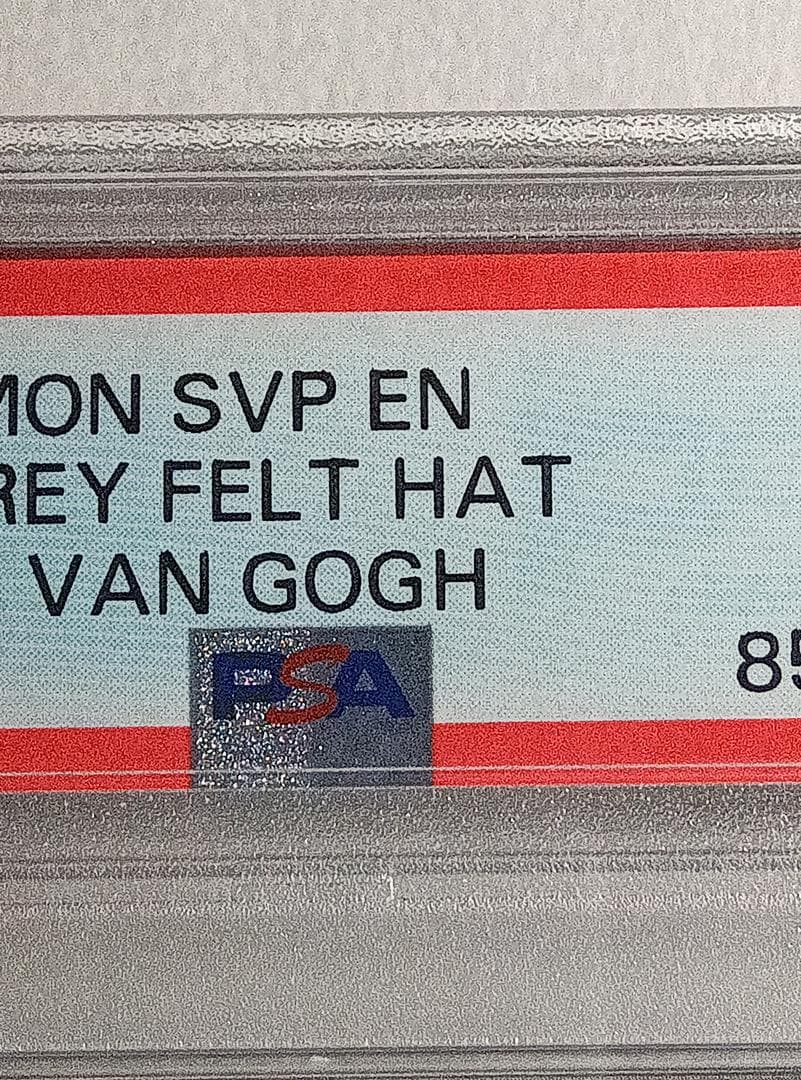 MON SVP EN
REY FELT HAT
VAN GOGH
PSA
85